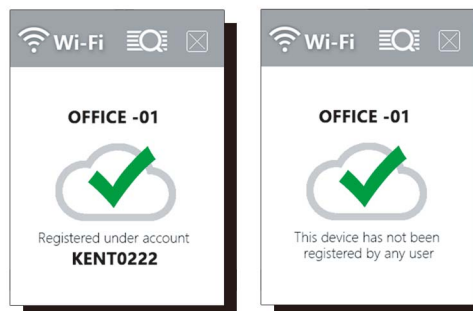 Wi-Fi
OFFICE -01
Registered under account
KENT0222
Wi-Fi
OFFICE -01
This device has not been
registered by any user